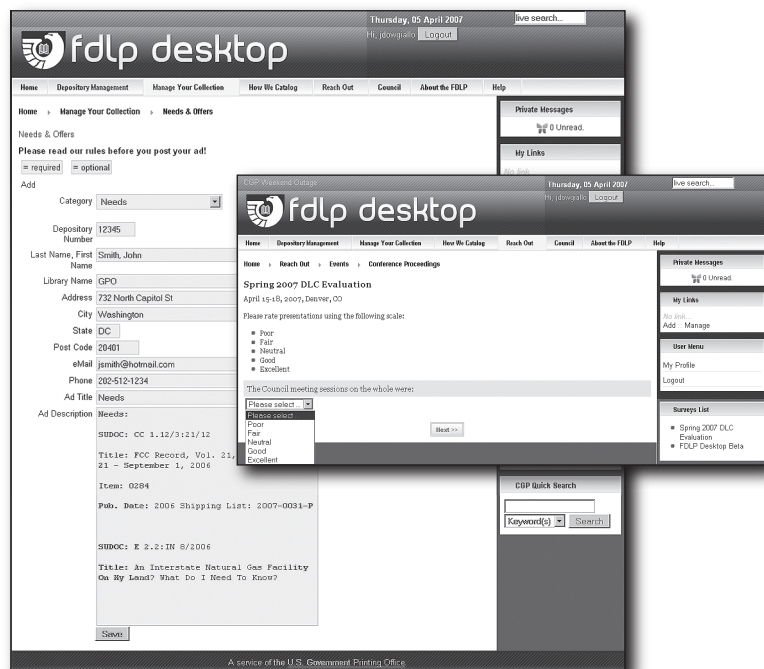 Thursday, 05 April 2007
live search...
Hi, jdowgiallo Logout
fdlp desktop
Home Depository Management Manage Your Collection How We Catalog Reach Out Council About the FDLP Help
Home Manage Your Collection Needs & Offers
Needs & Offers
Please read our rules before you post your ad!
= required = optional
Add
Category Needs
Depository Number 12345
Last Name, First Name Smith, John
Library Name GPO
Address 732 North Capitol St
City Washington
State DC
Post Code 20401
eMail jsmith@hotmail.com
Phone 202-512-1234
Ad Title Needs
Ad Description Needs:
SUDOC: CC 1.12/3:21/12
Title: FCC Record, Vol. 21,
21 - September 1, 2006
Item: 0284
Pub. Date: 2006 Shipping List: 2007-0031-P
SUDOC: E 2.2:IN 8/2006
Title: An Interstate Natural Gas Facility
On My Land? What Do I Need To Know?
Save
Private Messages
0 Unread.
My Links
No link...
CGP Quick Search
Keyword(s) Search
A service of the U.S. Government Printing Office
CGP Weekend Outage
Thursday, 05 April 2007
live search...
Hi, jdowgiallo Logout
fdlp desktop
Home Depository Management Manage Your Collection How We Catalog Reach Out Council About the FDLP Help
Home Reach Out Events Conference Proceedings
Spring 2007 DLC Evaluation
April 15-18, 2007, Denver, CO
Please rate presentations using the following scale:
Poor
Fair
Neutral
Good
Excellent
The Council meeting sessions on the whole were:
Please select...
Please select
Poor
Fair
Neutral
Good
Excellent
Next >>
Private Messages
0 Unread.
My Links
No link...
Add :: Manage
User Menu
My Profile
Logout
Surveys List
Spring 2007 DLC
Evaluation
FDLP Desktop Beta